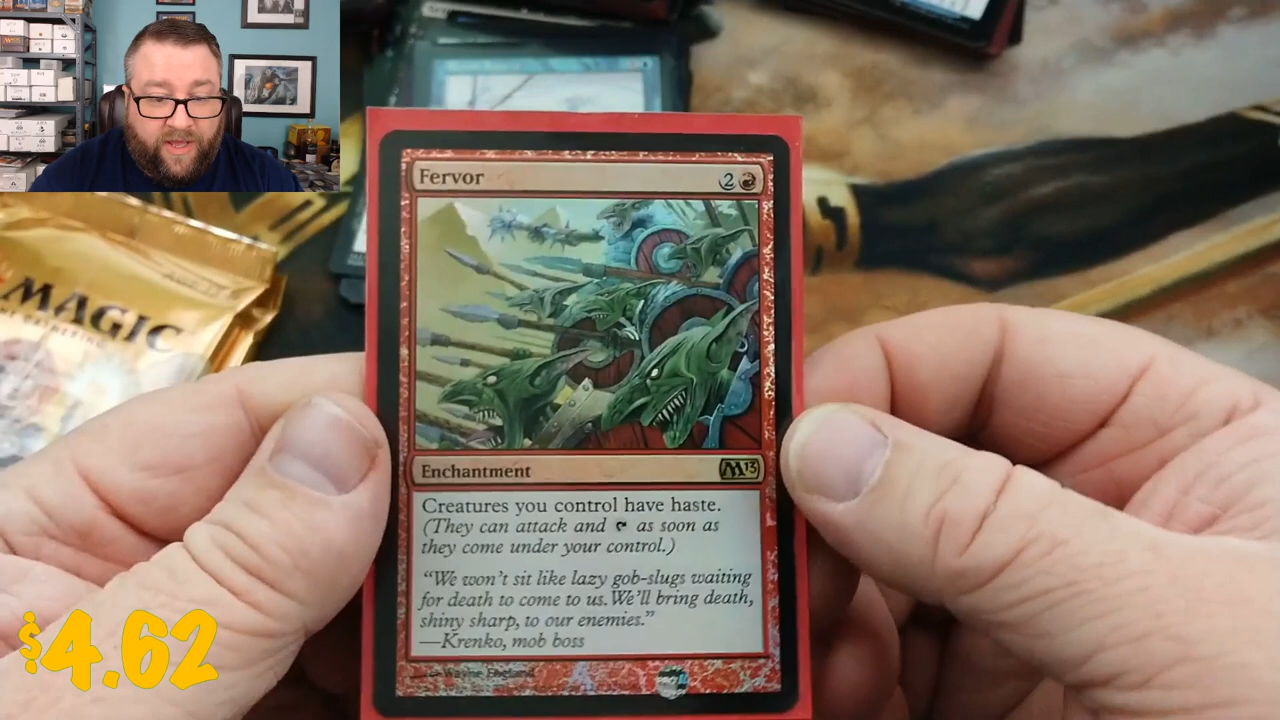 Fervor
2
Enchantment
M13
Creatures you control have haste.
(They can attack and as soon as
they come under your control.)
"We won't sit like lazy gob-slugs waiting
for death to come to us. We'll bring death,
shiny sharp, to our enemies."
—Krenko, mob boss
Wayne England
MAGIC
$4.62